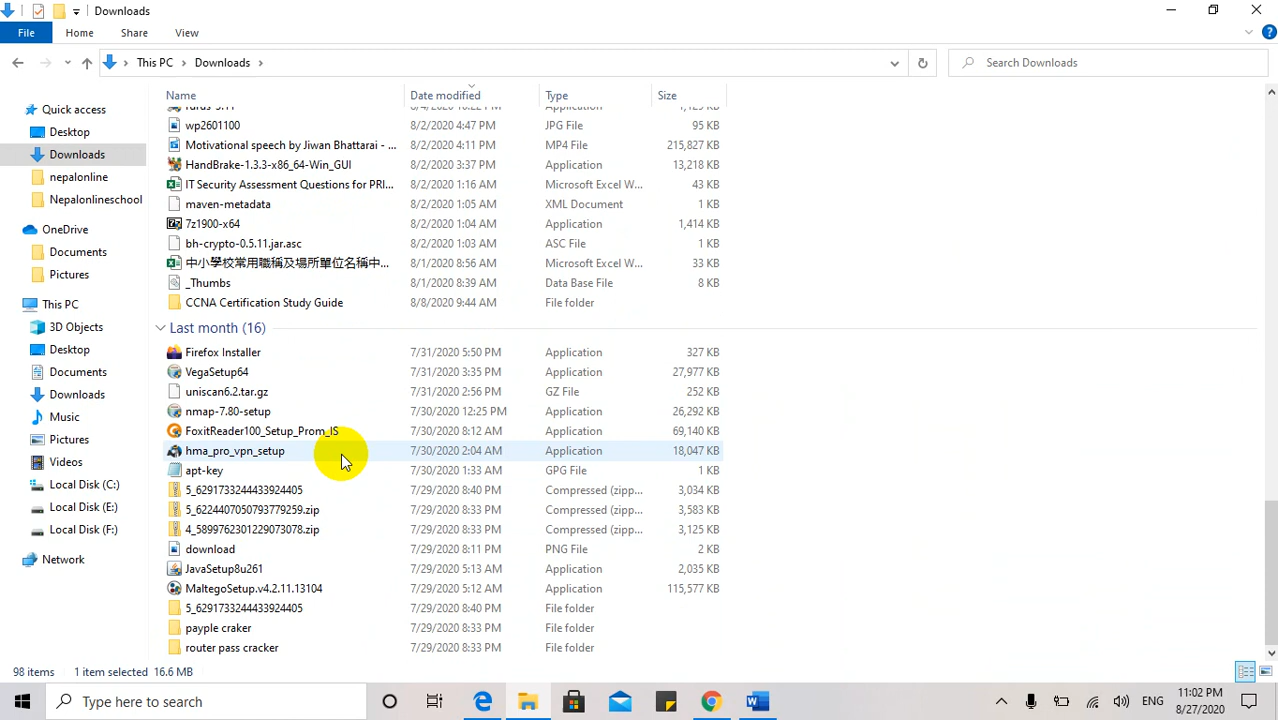 Downloads
File Home Share View
This PC > Downloads > Search Downloads
Name Date modified Type Size
Quick access
Desktop
Downloads
nepalonline
Nepalonlineschool
OneDrive
Documents
Pictures
This PC
3D Objects
Desktop
Documents
Downloads
Music
Pictures
Videos
Local Disk (C:)
Local Disk (E:)
Local Disk (F:)
Network
wp2601100 8/2/2020 4:47 PM JPG File 95 KB
Motivational speech by Jiwan Bhattarai - ... 8/2/2020 4:11 PM MP4 File 215,827 KB
HandBrake-1.3.3-x86_64-Win_GUI 8/2/2020 3:37 PM Application 13,218 KB
IT Security Assessment Questions for PRI... 8/2/2020 1:16 AM Microsoft Excel W... 43 KB
maven-metadata 8/2/2020 1:05 AM XML Document 1 KB
7z1900-x64 8/2/2020 1:04 AM Application 1,414 KB
bh-crypto-0.5.11.jar.asc 8/2/2020 1:03 AM ASC File 1 KB
中小學校常用職稱及場所單位名稱中... 8/1/2020 8:56 AM Microsoft Excel W... 33 KB
_Thumbs 8/1/2020 8:39 AM Data Base File 8 KB
CCNA Certification Study Guide 8/8/2020 9:44 AM File folder
Last month (16)
Firefox Installer 7/31/2020 5:50 PM Application 327 KB
VegaSetup64 7/31/2020 3:35 PM Application 27,977 KB
uniscan6.2.tar.gz 7/31/2020 2:56 PM GZ File 252 KB
nmap-7.80-setup 7/30/2020 12:25 PM Application 26,292 KB
FoxitReader100_Setup_Prom_IS 7/30/2020 8:12 AM Application 69,140 KB
hma_pro_vpn_setup 7/30/2020 2:04 AM Application 18,047 KB
apt-key 7/30/2020 1:33 AM GPG File 1 KB
5_6291733244433924405 7/29/2020 8:40 PM Compressed (zipp... 3,034 KB
5_6224407050793779259.zip 7/29/2020 8:33 PM Compressed (zipp... 3,583 KB
4_5899762301229073078.zip 7/29/2020 8:33 PM Compressed (zipp... 3,125 KB
download 7/29/2020 8:11 PM PNG File 2 KB
JavaSetup8u261 7/29/2020 5:13 AM Application 2,035 KB
MaltegoSetup.v4.2.11.13104 7/29/2020 5:12 AM Application 115,577 KB
5_6291733244433924405 7/29/2020 8:40 PM File folder
payple craker 7/29/2020 8:33 PM File folder
router pass cracker 7/29/2020 8:33 PM File folder
98 items 1 item selected 16.6 MB
Type here to search ENG 11:02 PM
8/27/2020